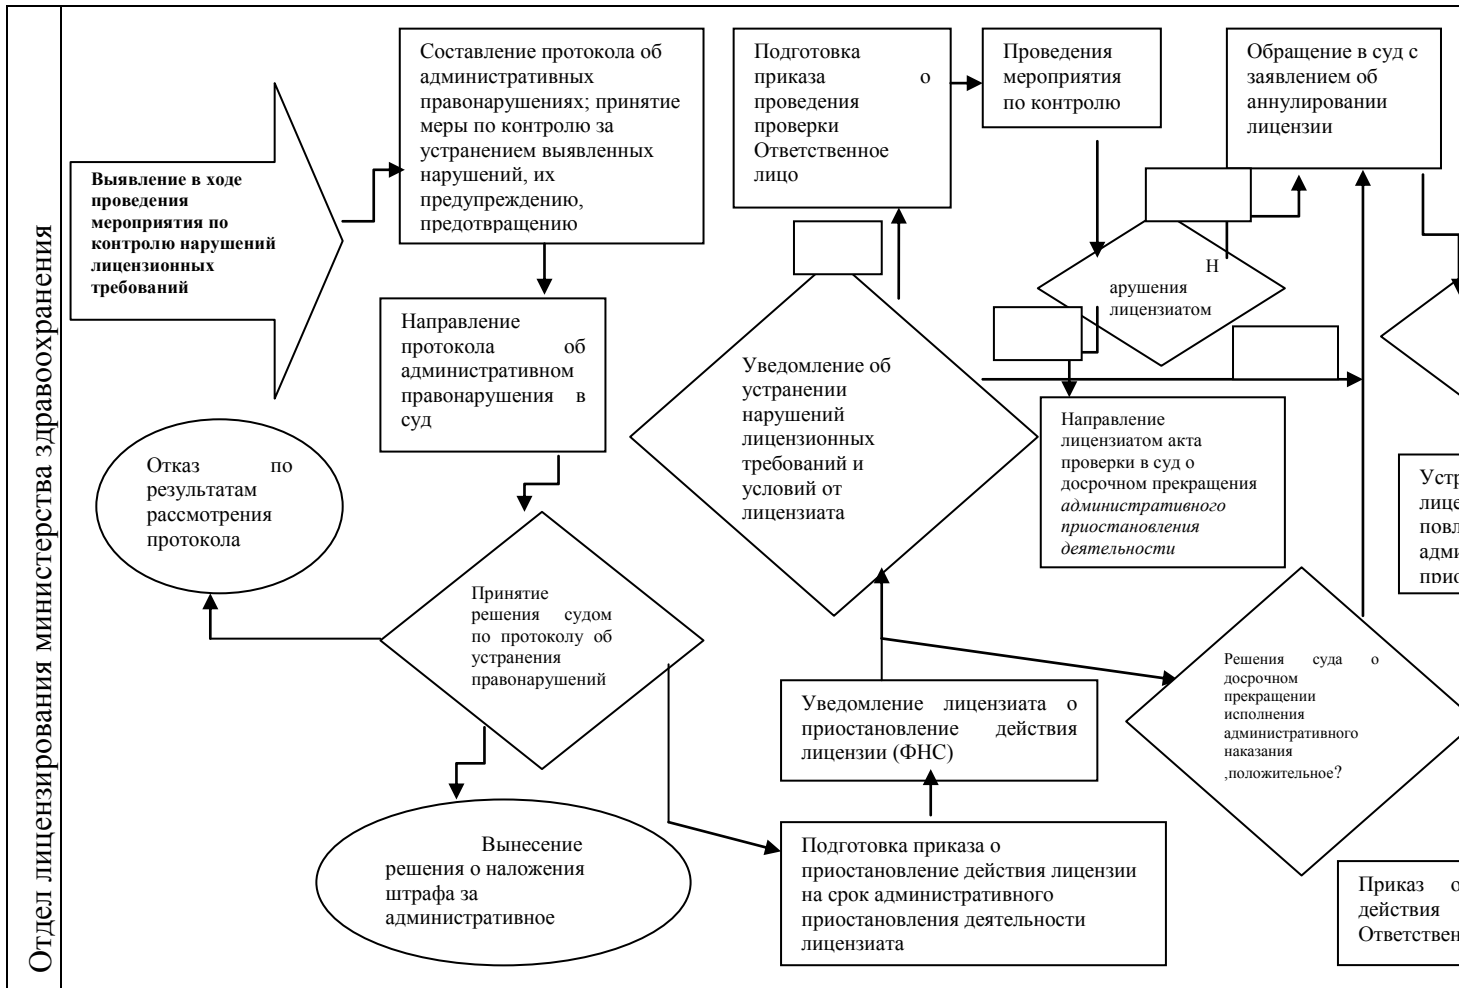 Отдел лицензирования министерства здравоохранения
Выявление в ходе
проведения
мероприятия по
контролю нарушений
лицензионных
требований
Составление протокола об
административных
правонарушениях; принятие
меры по контролю за
устранением выявленных
нарушений, их
предупреждению,
предотвращению
Направление
протокола об
административном
правонарушения в
суд
Отказ по
результатам
рассмотрения
протокола
Принятие
решения судом
по протоколу об
устранения
правонарушений
Вынесение
решения о наложения
штрафа за
административное
Подготовка
приказа о
проведения
проверки
Ответственное
лицо
Проведения
мероприятия
по контролю
Обращение в суд с
заявлением об
аннулировании
лицензии
Н
арушения
лицензиатом
Уведомление об
устранении
нарушений
лицензионных
требований и
условий от
лицензиата
Направление
лицензиатом акта
проверки в суд о
досрочном прекращения
административного
приостановления
деятельности
Уведомление лицензиата о
приостановление действия
лицензии (ФНС)
Подготовка приказа о
приостановление действия лицензии
на срок административного
приостановления деятельности
лицензиата
Решения суда о
досрочном
прекращении
исполнения
административного
наказания
,положительное?
Устр
лице
повл
адми
прио
Приказ о
действия
Ответствен